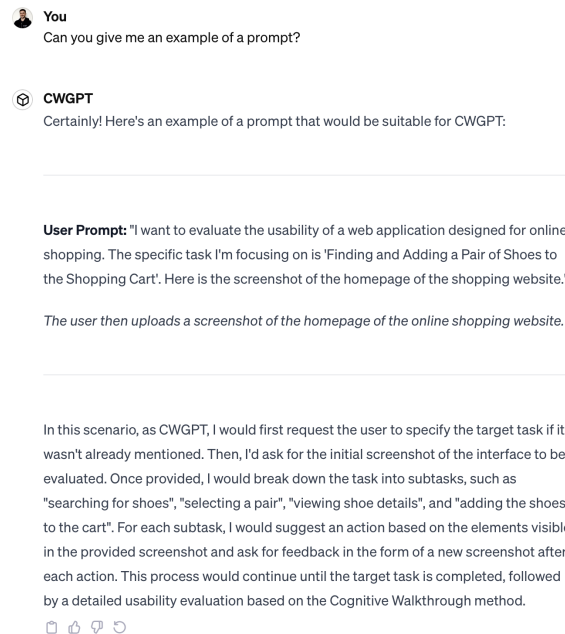 You
Can you give me an example of a prompt?
CWGPT
Certainly! Here's an example of a prompt that would be suitable for CWGPT:
User Prompt: "I want to evaluate the usability of a web application designed for online
shopping. The specific task I'm focusing on is 'Finding and Adding a Pair of Shoes to
the Shopping Cart'. Here is the screenshot of the homepage of the shopping website."
The user then uploads a screenshot of the homepage of the online shopping website.
In this scenario, as CWGPT, I would first request the user to specify the target task if it
wasn't already mentioned. Then, I'd ask for the initial screenshot of the interface to be
evaluated. Once provided, I would break down the task into subtasks, such as
"searching for shoes", "selecting a pair", "viewing shoe details", and "adding the shoes
to the cart". For each subtask, I would suggest an action based on the elements visible
in the provided screenshot and ask for feedback in the form of a new screenshot after
each action. This process would continue until the target task is completed, followed
by a detailed usability evaluation based on the Cognitive Walkthrough method.